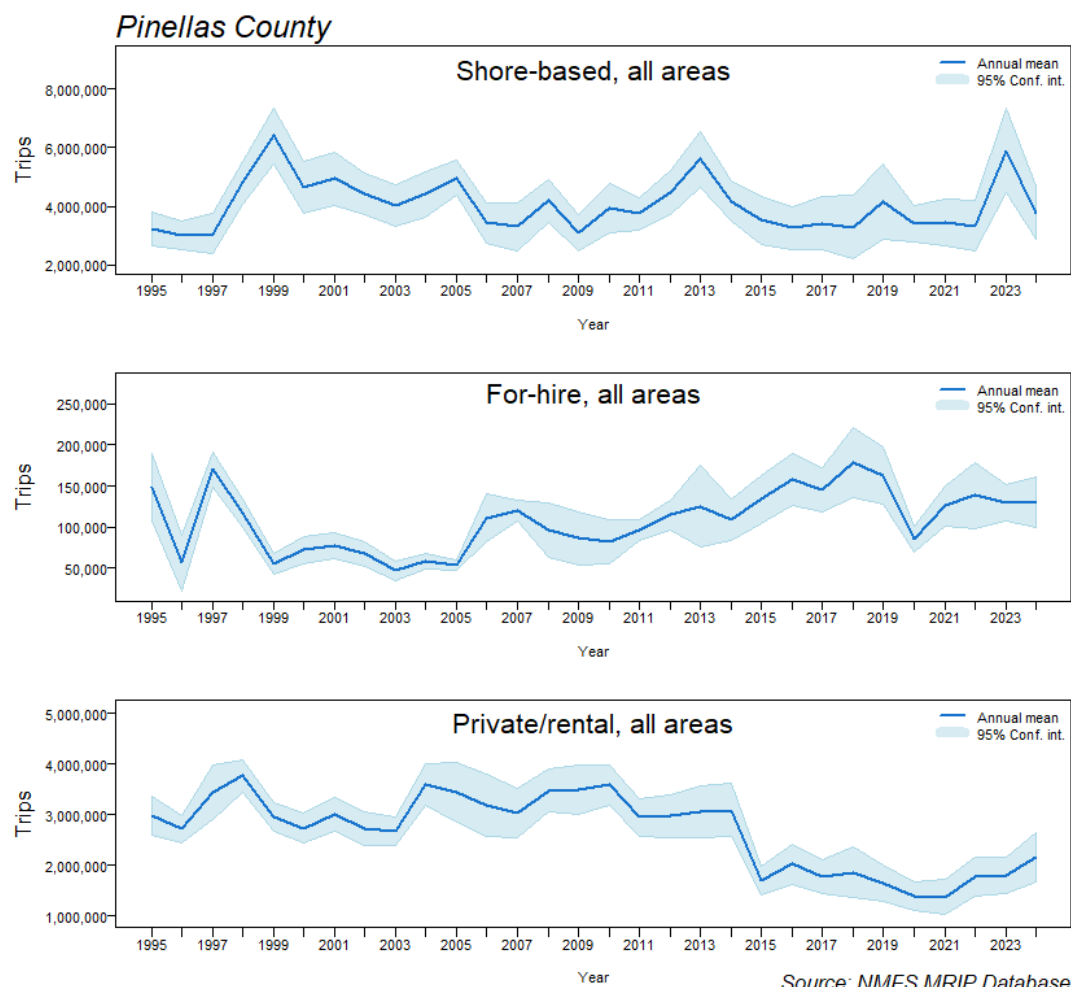 Pinellas County
Shore-based, all areas
Annual mean
95% Conf. int.
Trips
8,000,000
6,000,000
4,000,000
2,000,000
1995 1997 1999 2001 2003 2005 2007 2009 2011 2013 2015 2017 2019 2021 2023
Year
For-hire, all areas
Annual mean
95% Conf. int.
Trips
250,000
200,000
150,000
100,000
50,000
1995 1997 1999 2001 2003 2005 2007 2009 2011 2013 2015 2017 2019 2021 2023
Year
Private/rental, all areas
Annual mean
95% Conf. int.
Trips
5,000,000
4,000,000
3,000,000
2,000,000
1,000,000
1995 1997 1999 2001 2003 2005 2007 2009 2011 2013 2015 2017 2019 2021 2023
Year
Source: NMFS MRIP Database